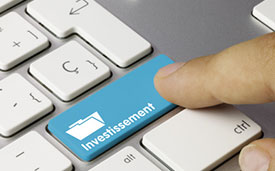 Ç
Investissement
alt
ctrl